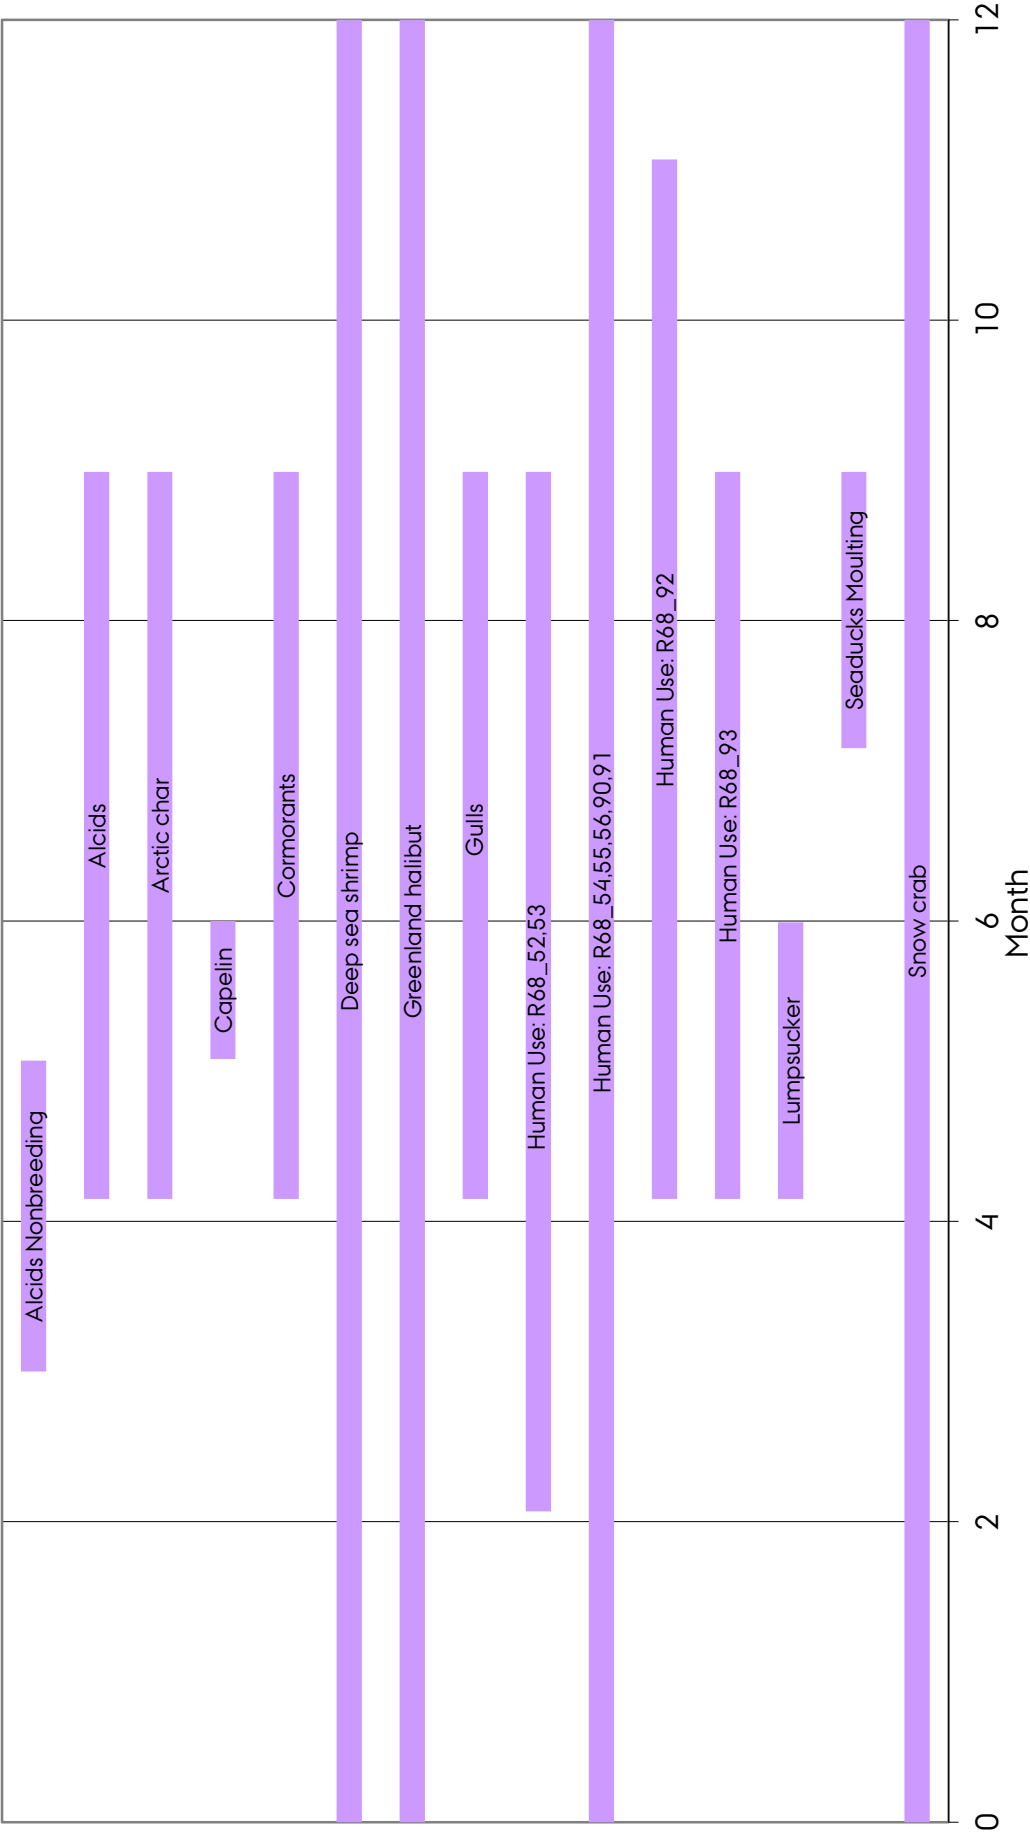 Alcids Nonbreeding
Alcids
Arctic char
Capelin
Cormorants
Deep sea shrimp
Greenland halibut
Gulls
Human Use: R68_52,53
Human Use: R68_54,55,56,90,91
Human Use: R68_92
Human Use: R68_93
Lumpsucker
Seaducks Moulting
Snow crab
0 2 4 6 8 10 12
Month